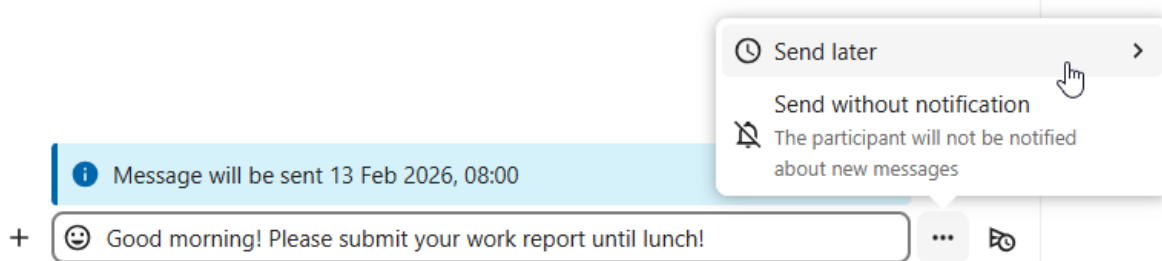 Send later
Send without notification
The participant will not be notified
about new messages
Message will be sent 13 Feb 2026, 08:00
Good morning! Please submit your work report until lunch!